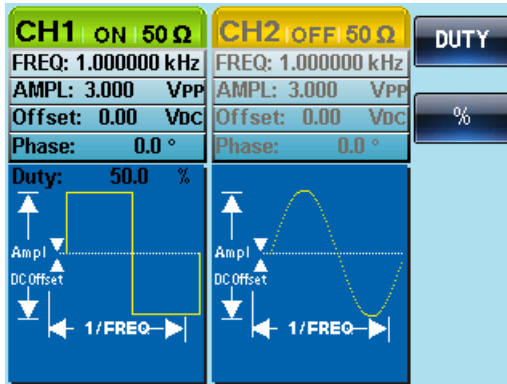 CH1 ON 50 Ω
FREQ: 1.000000 kHz
AMPL: 3.000 VPP
Offset: 0.00 VDC
Phase: 0.0 °
Duty: 50.0 %
Ampl
DC Offset
1/FREQ
CH2 OFF 50 Ω
FREQ: 1.000000 kHz
AMPL: 3.000 VPP
Offset: 0.00 VDC
Phase: 0.0 °
Ampl
DC Offset
1/FREQ
DUTY
%